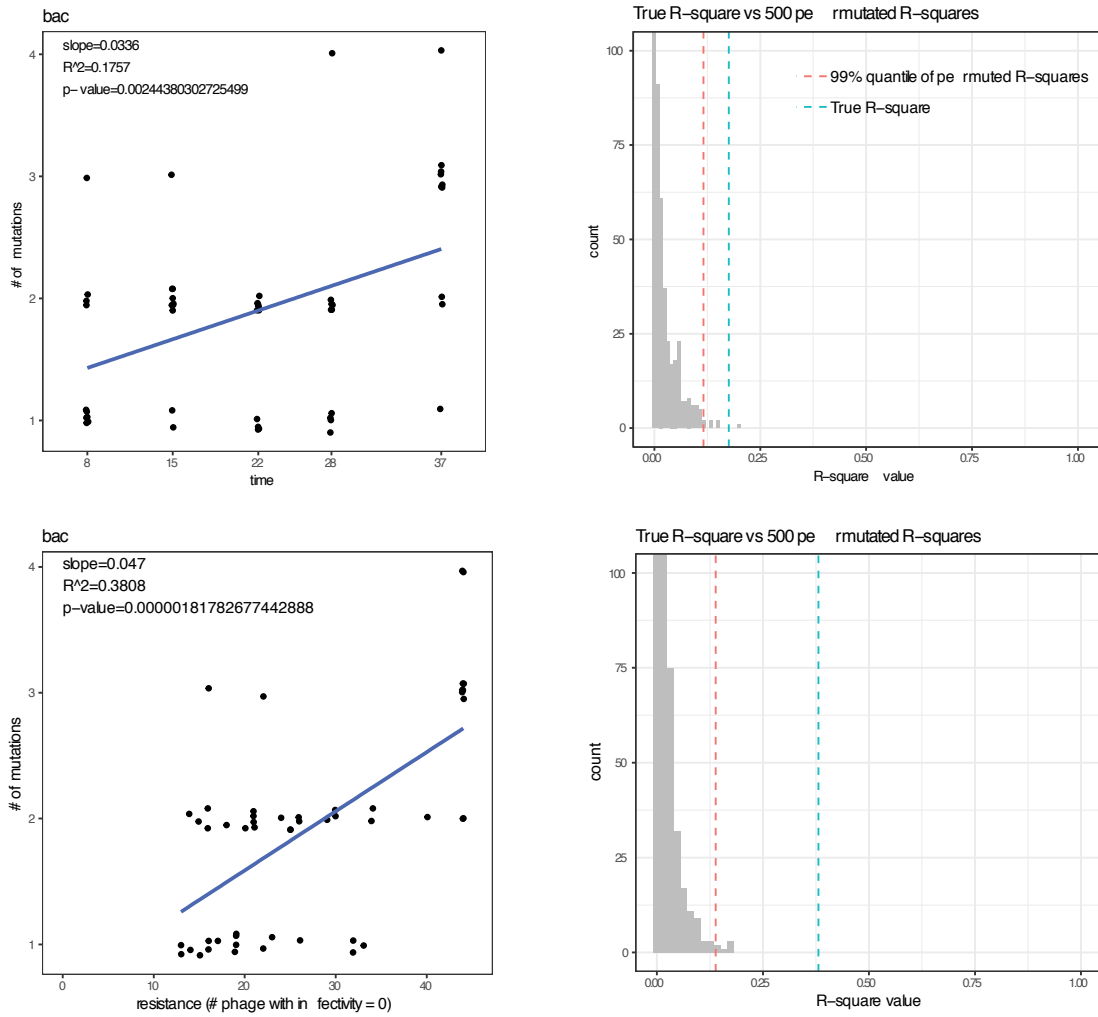 bac
slope=0.0336
R^2=0.1757
p-value=0.00244380302725499
4
3
2
1
# of mutations
8 15 22 28 37
time
True R-square vs 500 pe rmutated R-squares
100
75
50
25
0
count
99% quantile of pe rmuted R-squares
True R-square
0.00 0.25 0.50 0.75 1.00
R-square value
bac
slope=0.047
R^2=0.3808
p-value=0.00000181782677442888
4
3
2
1
# of mutations
0 10 20 30 40
resistance (# phage with in fectivity = 0)
True R-square vs 500 pe rmutated R-squares
100
75
50
25
0
count
0.00 0.25 0.50 0.75 1.00
R-square value